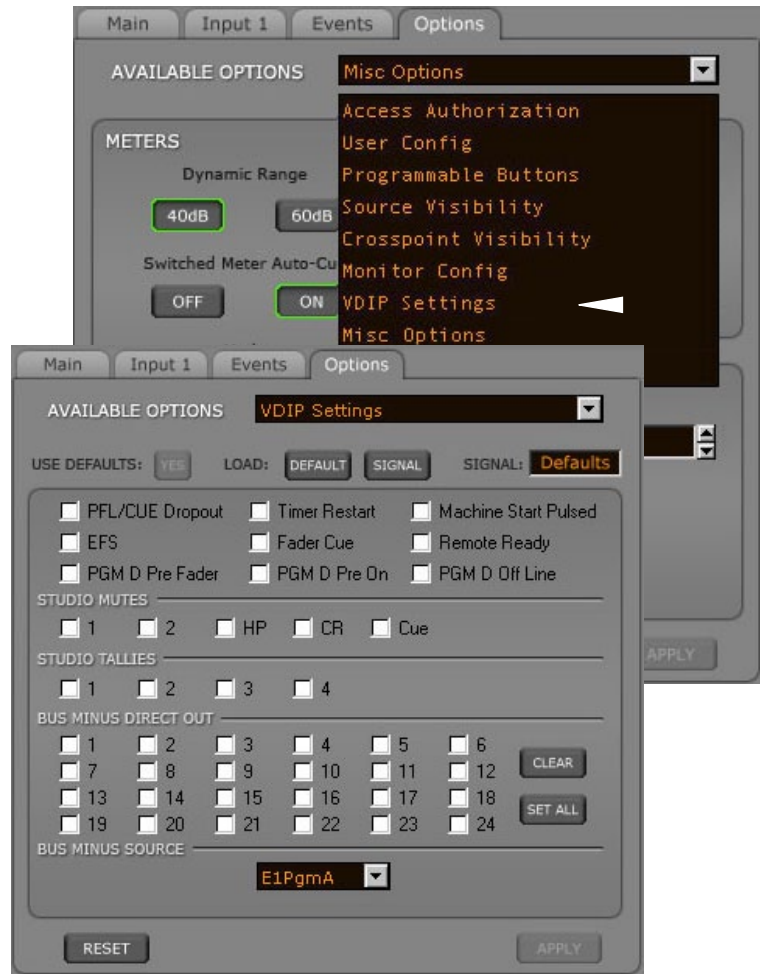 Main Input 1 Events Options
AVAILABLE OPTIONS Misc Options
Access Authorization
METERS User Config
Dynamic Range Programmable Buttons
40dB 60dB Source Visibility
Crosspoint Visibility
Switched Meter Monitor Config
OFF ON VDIP Settings
Misc Options
Main Input 1 Events Options
AVAILABLE OPTIONS VDIP Settings
USE DEFAULTS: YES LOAD: DEFAULT SIGNAL SIGNAL: Defaults
PFL/CUE Dropout Timer Restart Machine Start Pulsed
EFS Fader Cue Remote Ready
PGM D Pre Fader PGM D Pre On PGM D Off Line
STUDIO MUTES
1 2 HP CR Cue
STUDIO TALLIES
1 2 3 4
BUS MINUS DIRECT OUT
1 2 3 4 5 6
7 8 9 10 11 12 CLEAR
13 14 15 16 17 18
19 20 21 22 23 24 SET ALL
BUS MINUS SOURCE
E1PgmA
RESET APPLY
APPLY